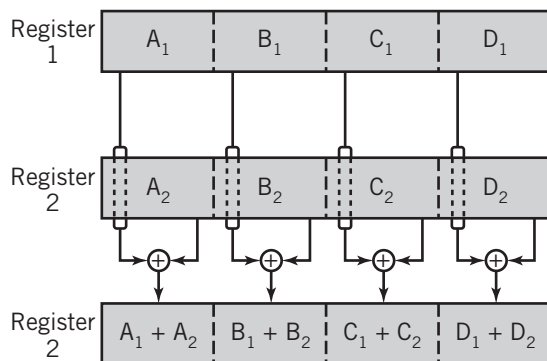 Register 1 A₁ B₁ C₁ D₁
Register 2 A₂ B₂ C₂ D₂
+ + + +
Register 2 A₁ + A₂ B₁ + B₂ C₁ + C₂ D₁ + D₂